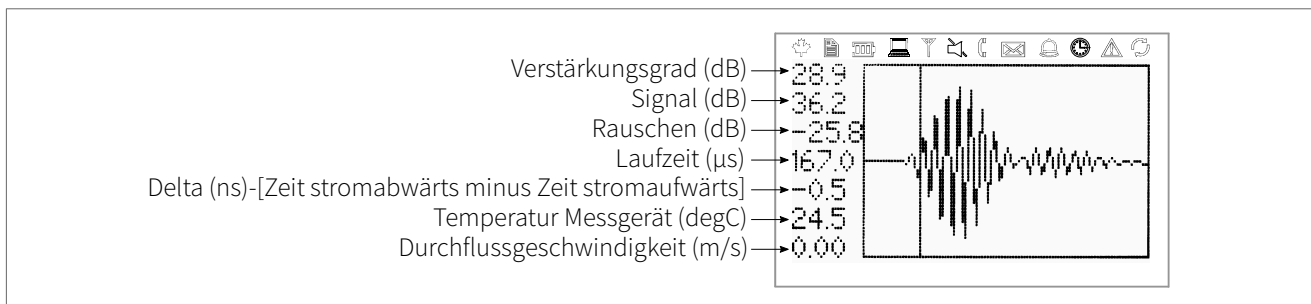 Verstärkungsgrad (dB) 28.9
Signal (dB) 36.2
Rauschen (dB) -25.8
Laufzeit (µs) 167.0
Delta (ns)-[Zeit stromabwärts minus Zeit stromaufwärts] -0.5
Temperatur Messgerät (degC) 24.5
Durchflussgeschwindigkeit (m/s) 0.00